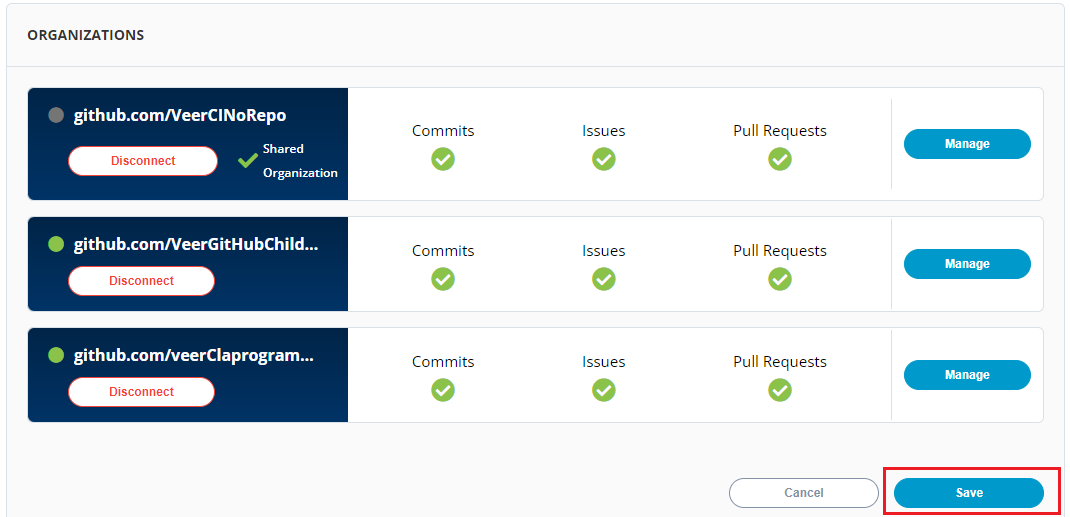 ORGANIZATIONS
github.com/VeerCINoRepo
Disconnect
Shared
Organization
Commits
Issues
Pull Requests
Manage
github.com/VeerGitHubChild...
Disconnect
Commits
Issues
Pull Requests
Manage
github.com/veerClaprogram...
Disconnect
Commits
Issues
Pull Requests
Manage
Cancel
Save